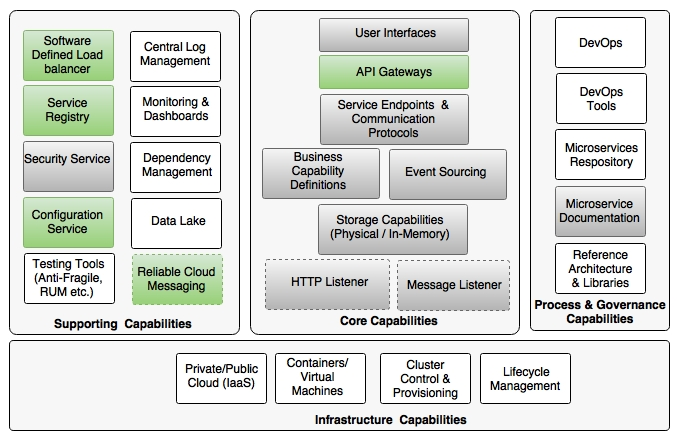 Software
Defined Load
balancer
Central Log
Management
Service
Registry
Monitoring &
Dashboards
Security Service
Dependency
Management
Configuration
Service
Data Lake
Testing Tools
(Anti-Fragile,
RUM etc.)
Reliable Cloud
Messaging
Supporting Capabilities
User Interfaces
API Gateways
Service Endpoints &
Communication
Protocols
Business
Capability
Definitions
Event Sourcing
Storage Capabilities
(Physical / In-Memory)
HTTP Listener
Message Listener
Core Capabilities
DevOps
DevOps
Tools
Microservices
Respository
Microservice
Documentation
Reference
Architecture
& Libraries
Process & Governance
Capabilities
Private/Public
Cloud (IaaS)
Containers/
Virtual
Machines
Cluster
Control &
Provisioning
Lifecycle
Management
Infrastructure Capabilities